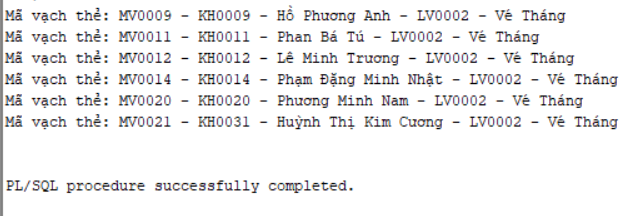 Mã vạch thẻ: MV0009 - KH0009 - Hồ Phương Anh - LV0002 - Vé Tháng
Mã vạch thẻ: MV0011 - KH0011 - Phan Bá Tú - LV0002 - Vé Tháng
Mã vạch thẻ: MV0012 - KH0012 - Lê Minh Trương - LV0002 - Vé Tháng
Mã vạch thẻ: MV0014 - KH0014 - Phạm Đặng Minh Nhật - LV0002 - Vé Tháng
Mã vạch thẻ: MV0020 - KH0020 - Phương Minh Nam - LV0002 - Vé Tháng
Mã vạch thẻ: MV0021 - KH0031 - Huỳnh Thị Kim Cương - LV0002 - Vé Tháng
PL/SQL procedure successfully completed.